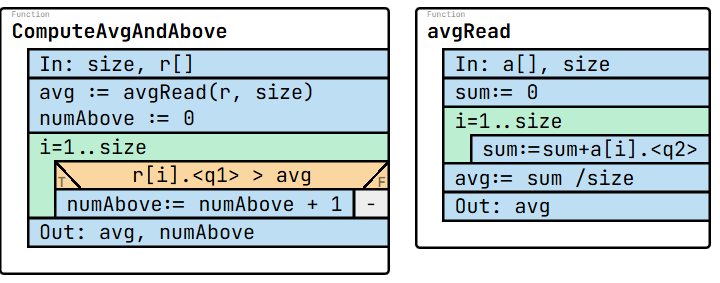 Function
ComputeAvgAndAbove
In: size, r[]
avg := avgRead(r, size)
numAbove := 0
i=1..size
r[i].<q1> > avg
T
F
numAbove:= numAbove + 1
-
Out: avg, numAbove
Function
avgRead
In: a[], size
sum:= 0
i=1..size
sum:=sum+a[i].<q2>
avg:= sum /size
Out: avg